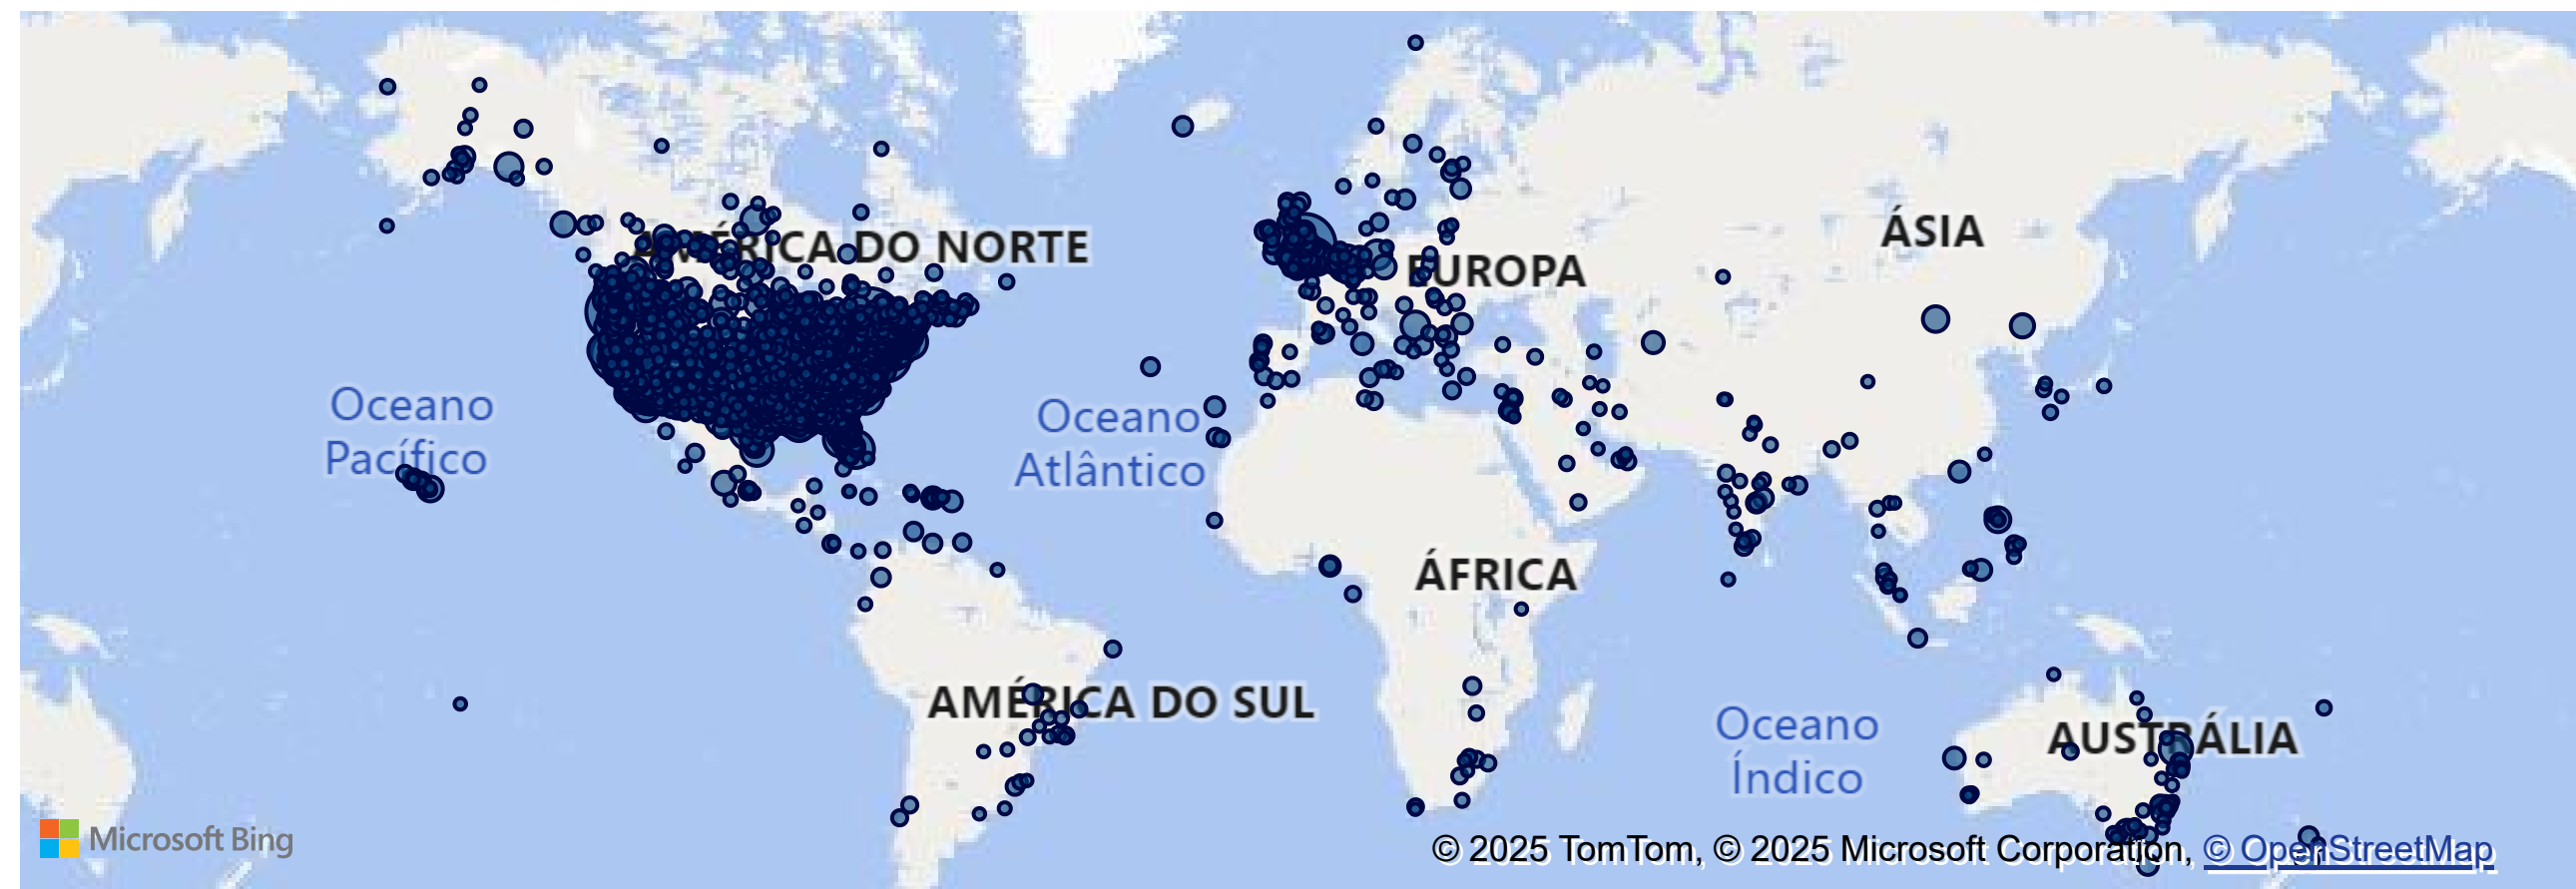 AMÉRICA DO NORTE
ÁSIA
EUROPA
Oceano
Pacífico
Oceano
Atlântico
ÁFRICA
AMÉRICA DO SUL
Oceano
Índico
AUSTRÁLIA
Microsoft Bing
© 2025 TomTom, © 2025 Microsoft Corporation, © OpenStreetMap